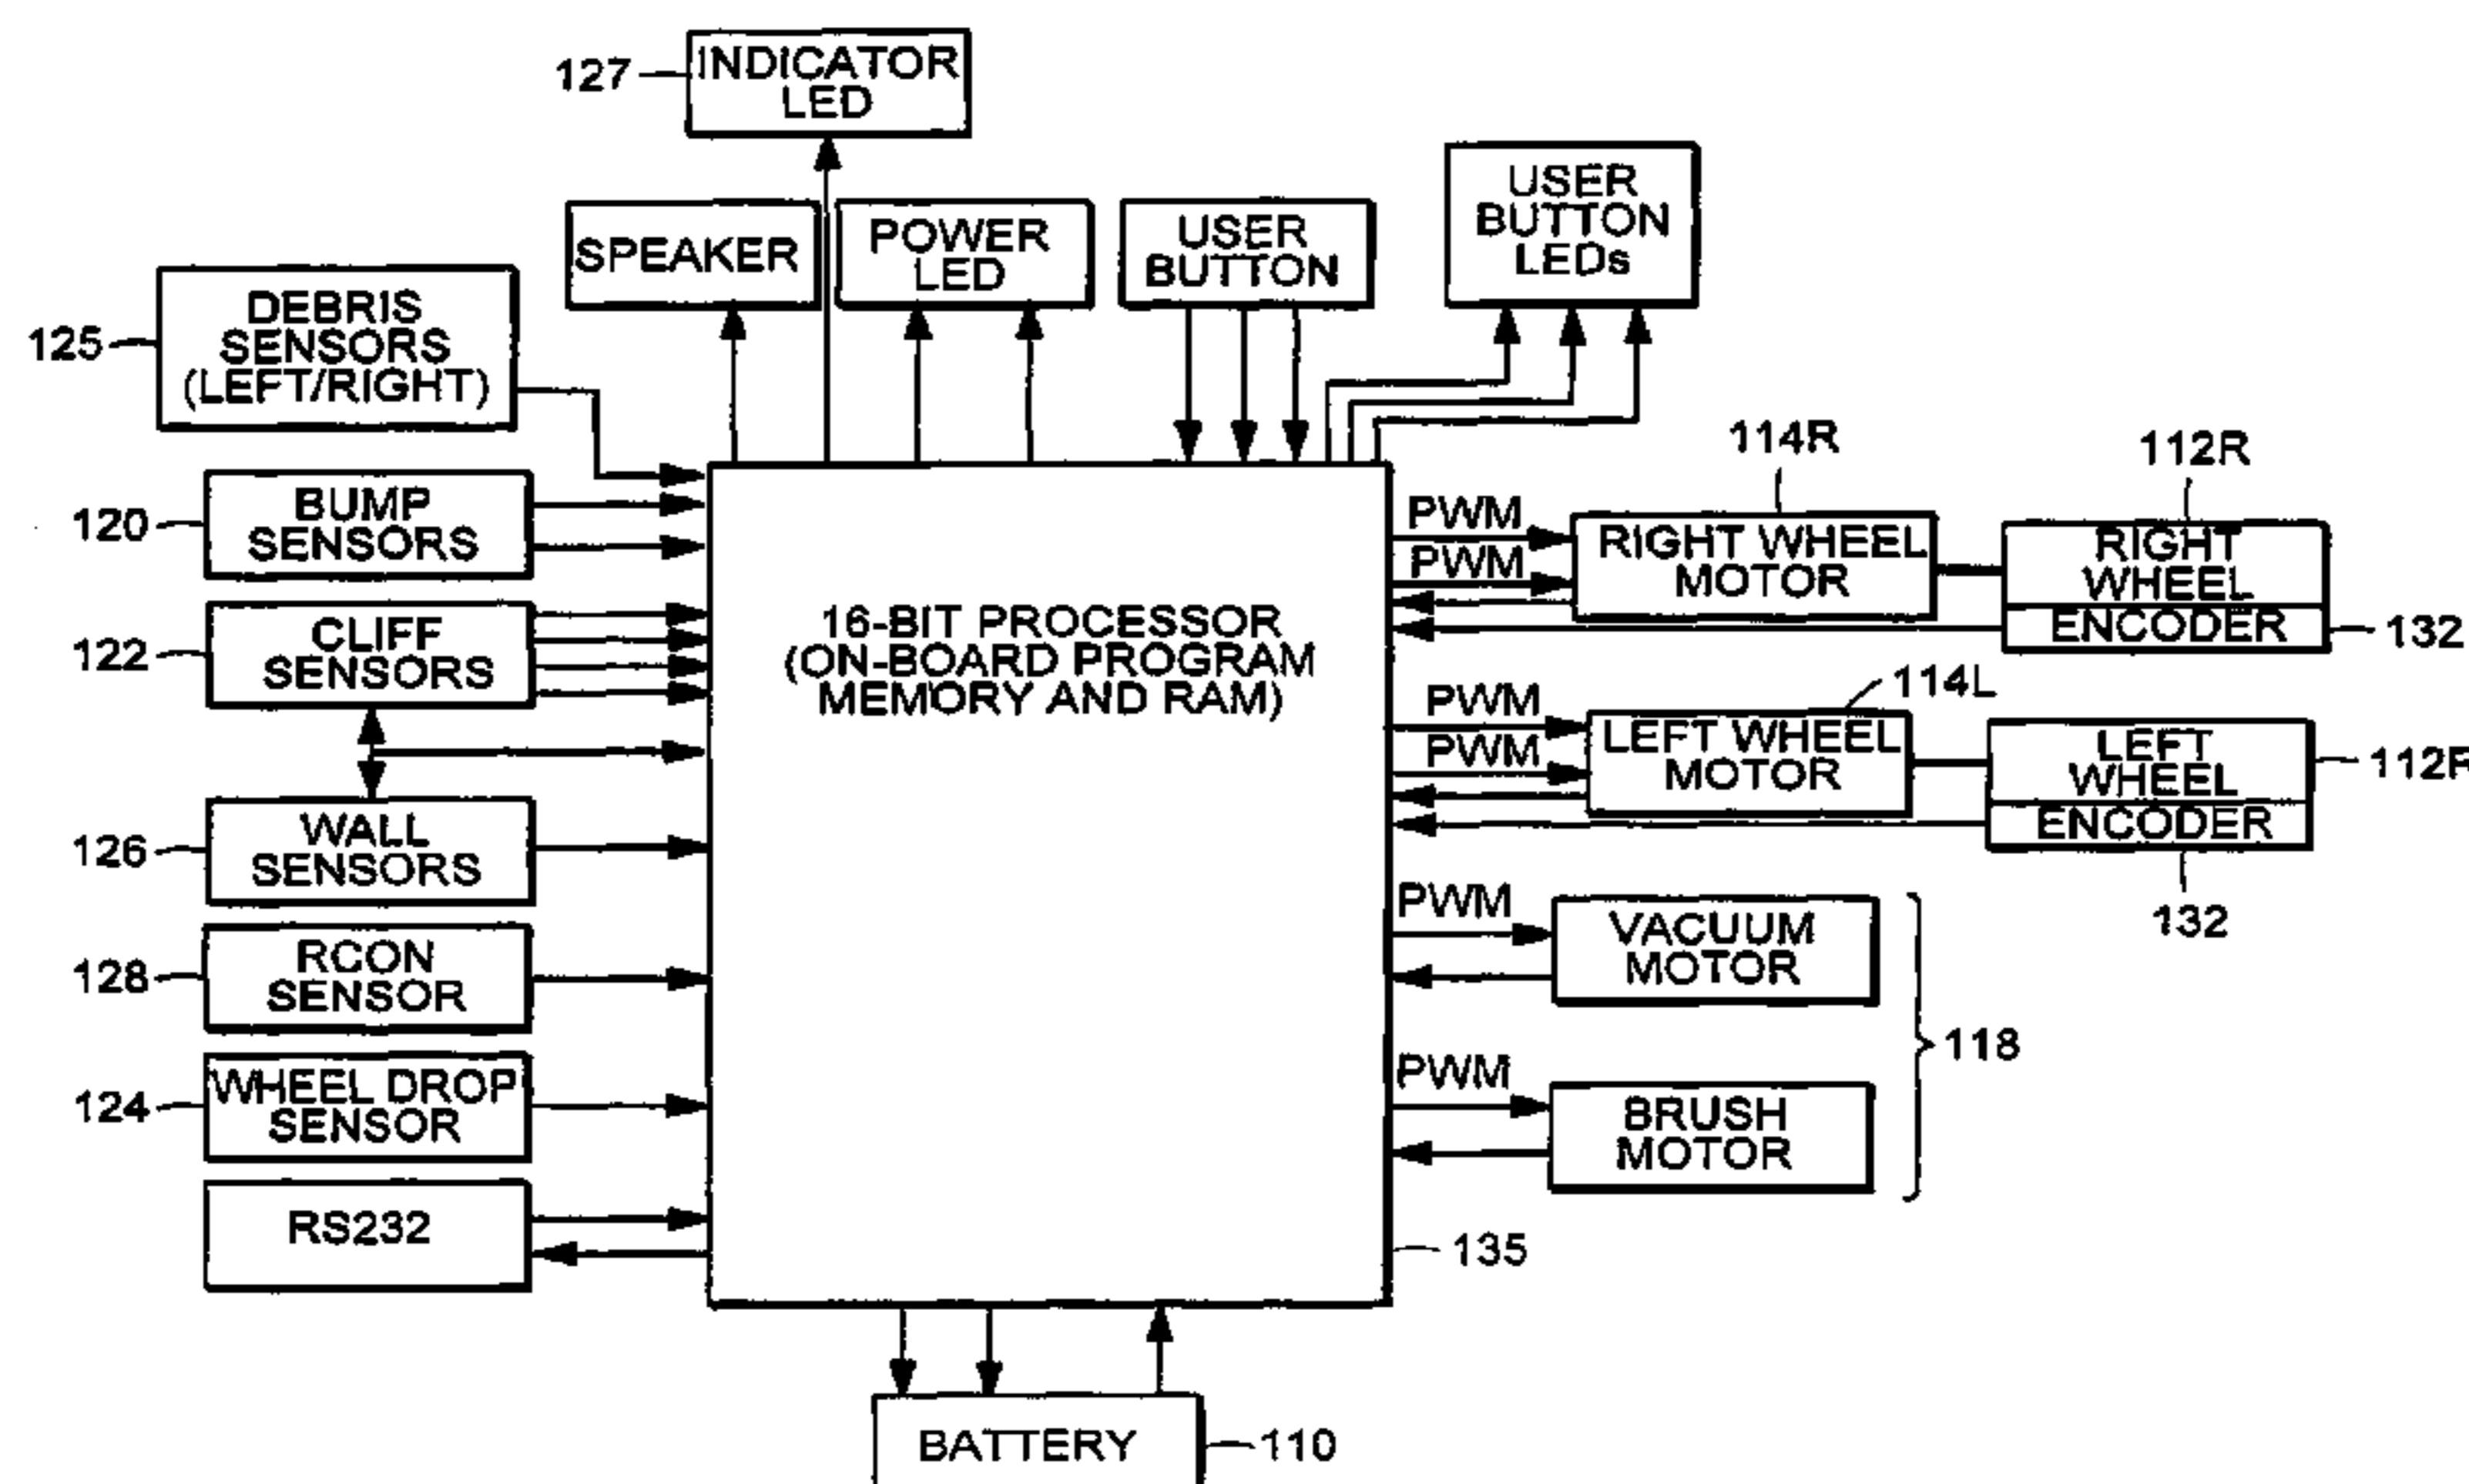 127
INDICATOR
LED
SPEAKER
POWER
LED
USER
BUTTON
USER
BUTTON
LEDs
125
DEBRIS
SENSORS
(LEFT/RIGHT)
120
BUMP
SENSORS
122
CLIFF
SENSORS
126
WALL
SENSORS
128
RCON
SENSOR
124
WHEEL DROP
SENSOR
RS232
16-BIT PROCESSOR
(ON-BOARD PROGRAM
MEMORY AND RAM)
135
PWM
PWM
114R
RIGHT WHEEL
MOTOR
112R
RIGHT
WHEEL
ENCODER
132
PWM
PWM
114L
LEFT WHEEL
MOTOR
LEFT
WHEEL
112R
ENCODER
132
PWM
VACUUM
MOTOR
118
PWM
BRUSH
MOTOR
BATTERY
110